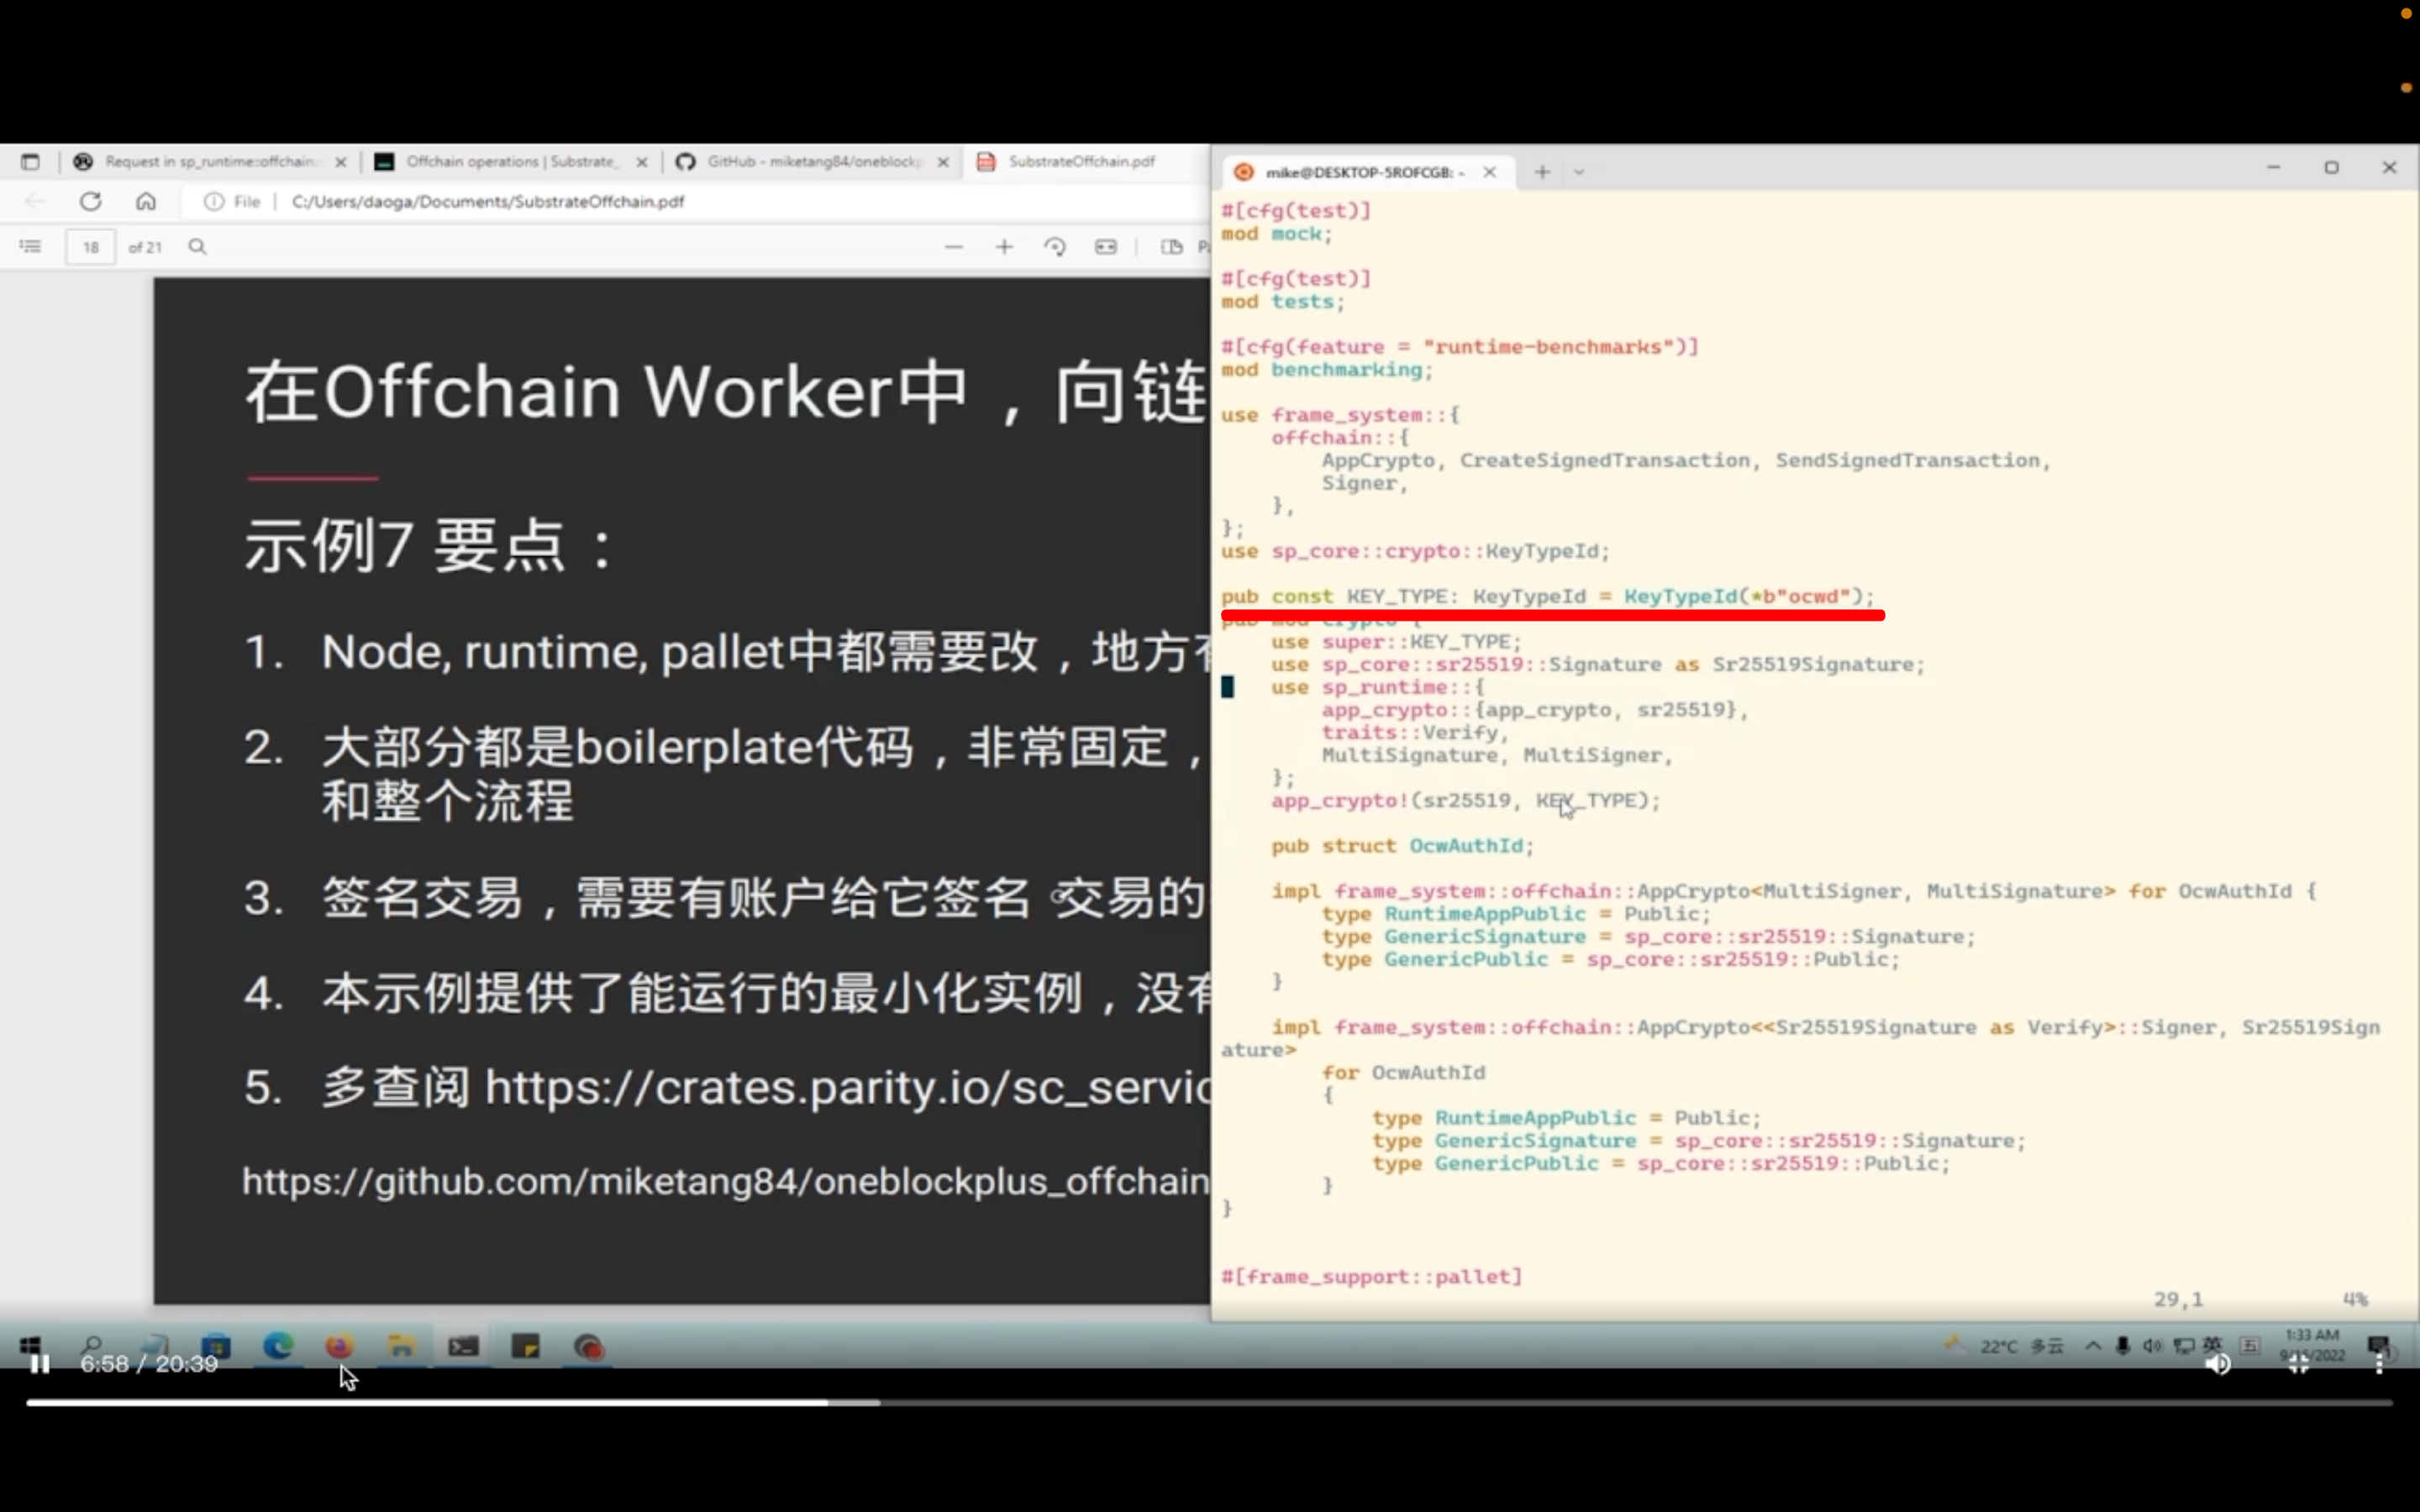 Request in sp_runtime::offchain:
Offchain operations | Substrate_
GitHub - miketang84/oneblockp
SubstrateOffchain.pdf
File
C:/Users/daoga/Documents/SubstrateOffchain.pdf
18
of 21
在Offchain Worker中，向链
示例7 要点：
1. Node, runtime, pallet中都需要改，地方有
2. 大部分都是boilerplate代码，非常固定，
和整个流程
3. 签名交易，需要有账户给它签名 交易的
4. 本示例提供了能运行的最小化实例，没有
5. 多查阅 https://crates.parity.io/sc_servic
https://github.com/miketang84/oneblockplus_offchain
mike@DESKTOP-5ROFCGB: ~
#[cfg(test)]
mod mock;
#[cfg(test)]
mod tests;
#[cfg(feature = "runtime-benchmarks")]
mod benchmarking;
use frame_system::{
offchain::{
AppCrypto, CreateSignedTransaction, SendSignedTransaction,
Signer,
},
};
use sp_core::crypto::KeyTypeId;
pub const KEY_TYPE: KeyTypeId = KeyTypeId(*b"ocwd");
pub mod crypto {
use super::KEY_TYPE;
use sp_core::sr25519::Signature as Sr25519Signature;
use sp_runtime::{
app_crypto::{app_crypto, sr25519},
traits::Verify,
MultiSignature, MultiSigner,
};
app_crypto!(sr25519, KEY_TYPE);
pub struct OcwAuthId;
impl frame_system::offchain::AppCrypto<MultiSigner, MultiSignature> for OcwAuthId {
type RuntimeAppPublic = Public;
type GenericSignature = sp_core::sr25519::Signature;
type GenericPublic = sp_core::sr25519::Public;
}
impl frame_system::offchain::AppCrypto<<Sr25519Signature as Verify>::Signer, Sr25519Sign
ature>
for OcwAuthId
{
type RuntimeAppPublic = Public;
type GenericSignature = sp_core::sr25519::Signature;
type GenericPublic = sp_core::sr25519::Public;
}
}
#[frame_support::pallet]
29,1
4%
6:58 / 20:39
22°C 多云
英
五
1:33 AM
9/15/2022